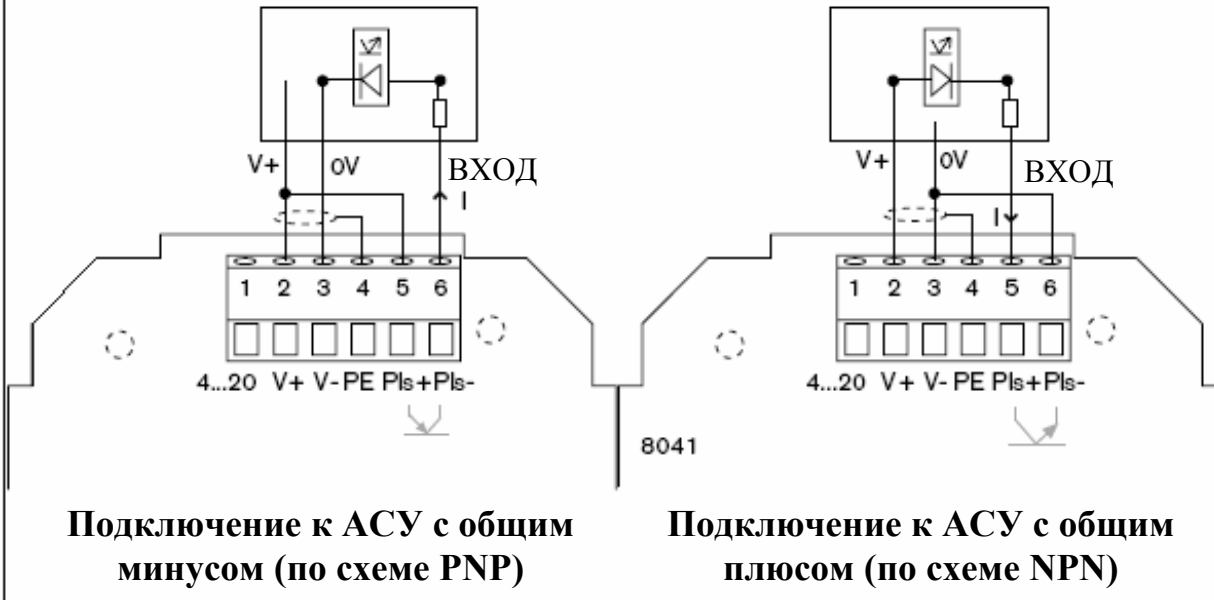 V+ 0V ВХОД
I
1 2 3 4 5 6
4...20 V+ V- PE Pls+ Pls-
V+ 0V ВХОД
I
1 2 3 4 5 6
4...20 V+ V- PE Pls+ Pls-
8041
Подключение к АСУ с общим
минусом (по схеме PNP)
Подключение к АСУ с общим
плюсом (по схеме NPN)